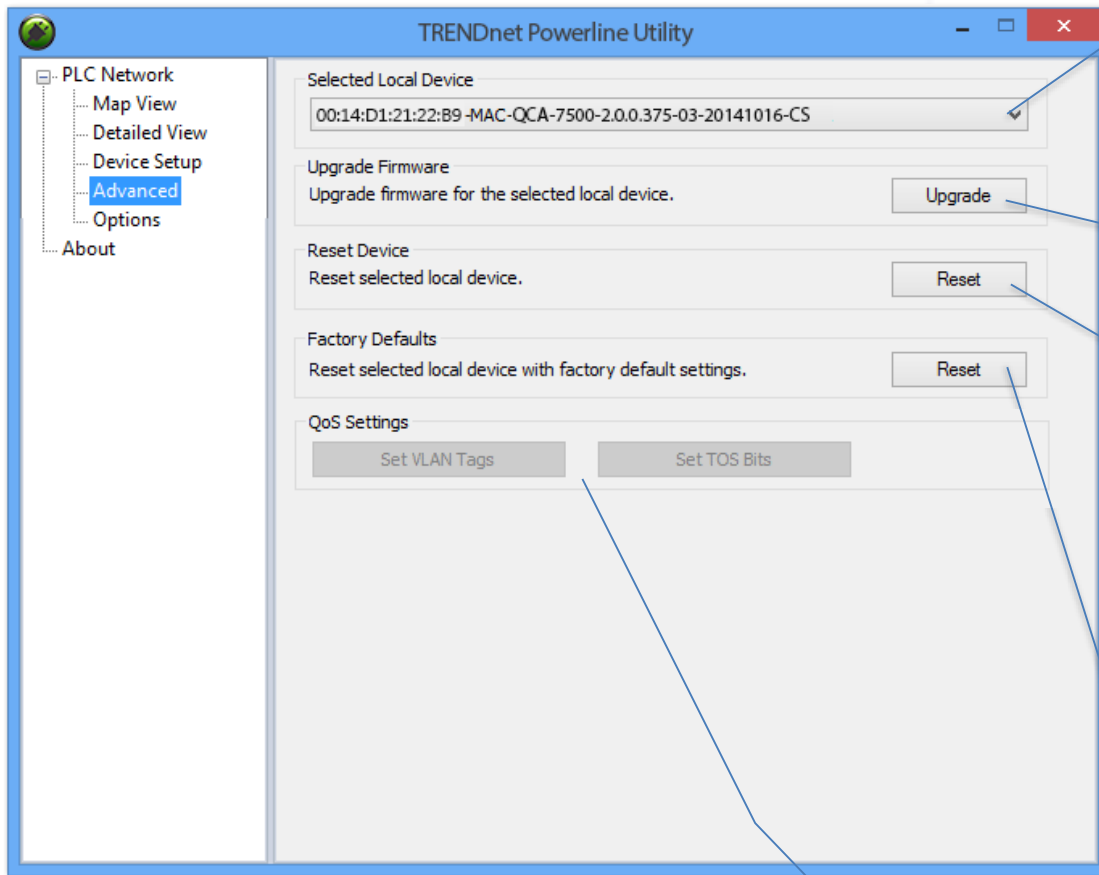 TRENDnet Powerline Utility
PLC Network
Map View
Detailed View
Device Setup
Advanced
Options
About
Selected Local Device
00:14:D1:21:22:B9-MAC-QCA-7500-2.0.0.375-03-20141016-CS
Upgrade Firmware
Upgrade firmware for the selected local device.
Upgrade
Reset Device
Reset selected local device.
Reset
Factory Defaults
Reset selected local device with factory default settings.
Reset
QoS Settings
Set VLAN Tags
Set TOS Bits